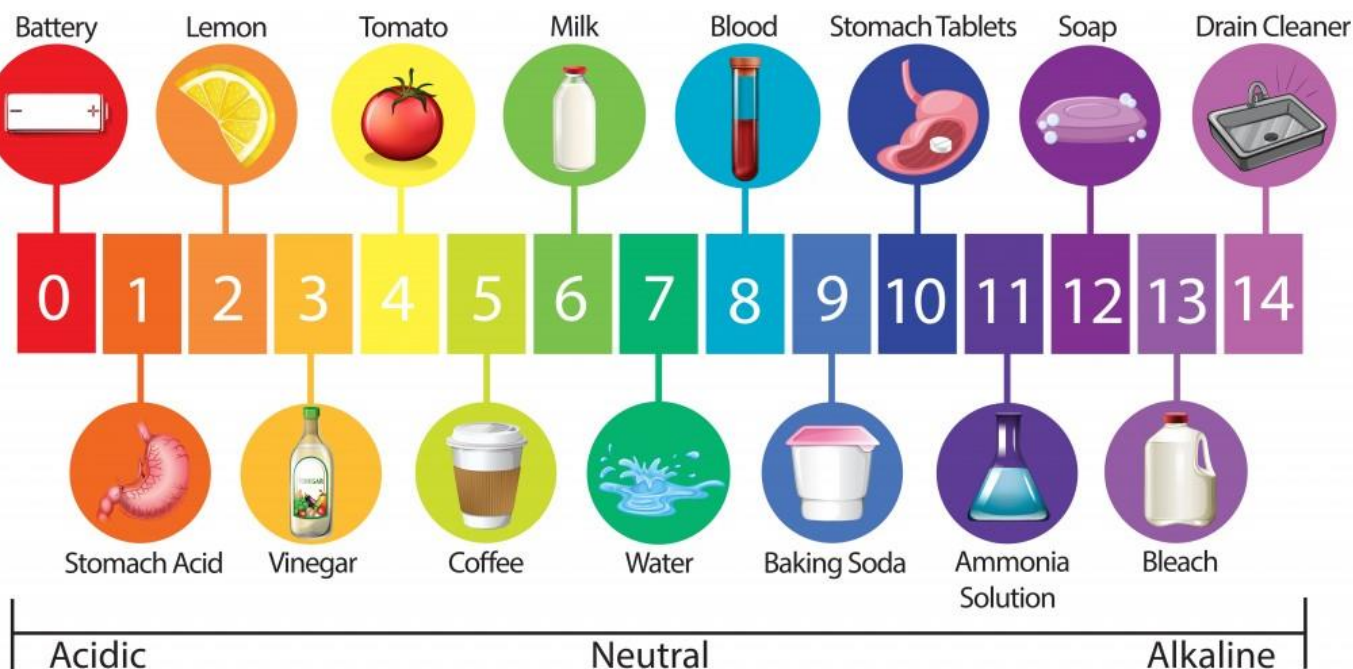 Battery Lemon Tomato Milk Blood Stomach Tablets Soap Drain Cleaner
- +
0 1 2 3 4 5 6 7 8 9 10 11 12 13 14
VINEGAR
Stomach Acid Vinegar Coffee Water Baking Soda Ammonia Bleach
Solution
Acidic Neutral Alkaline